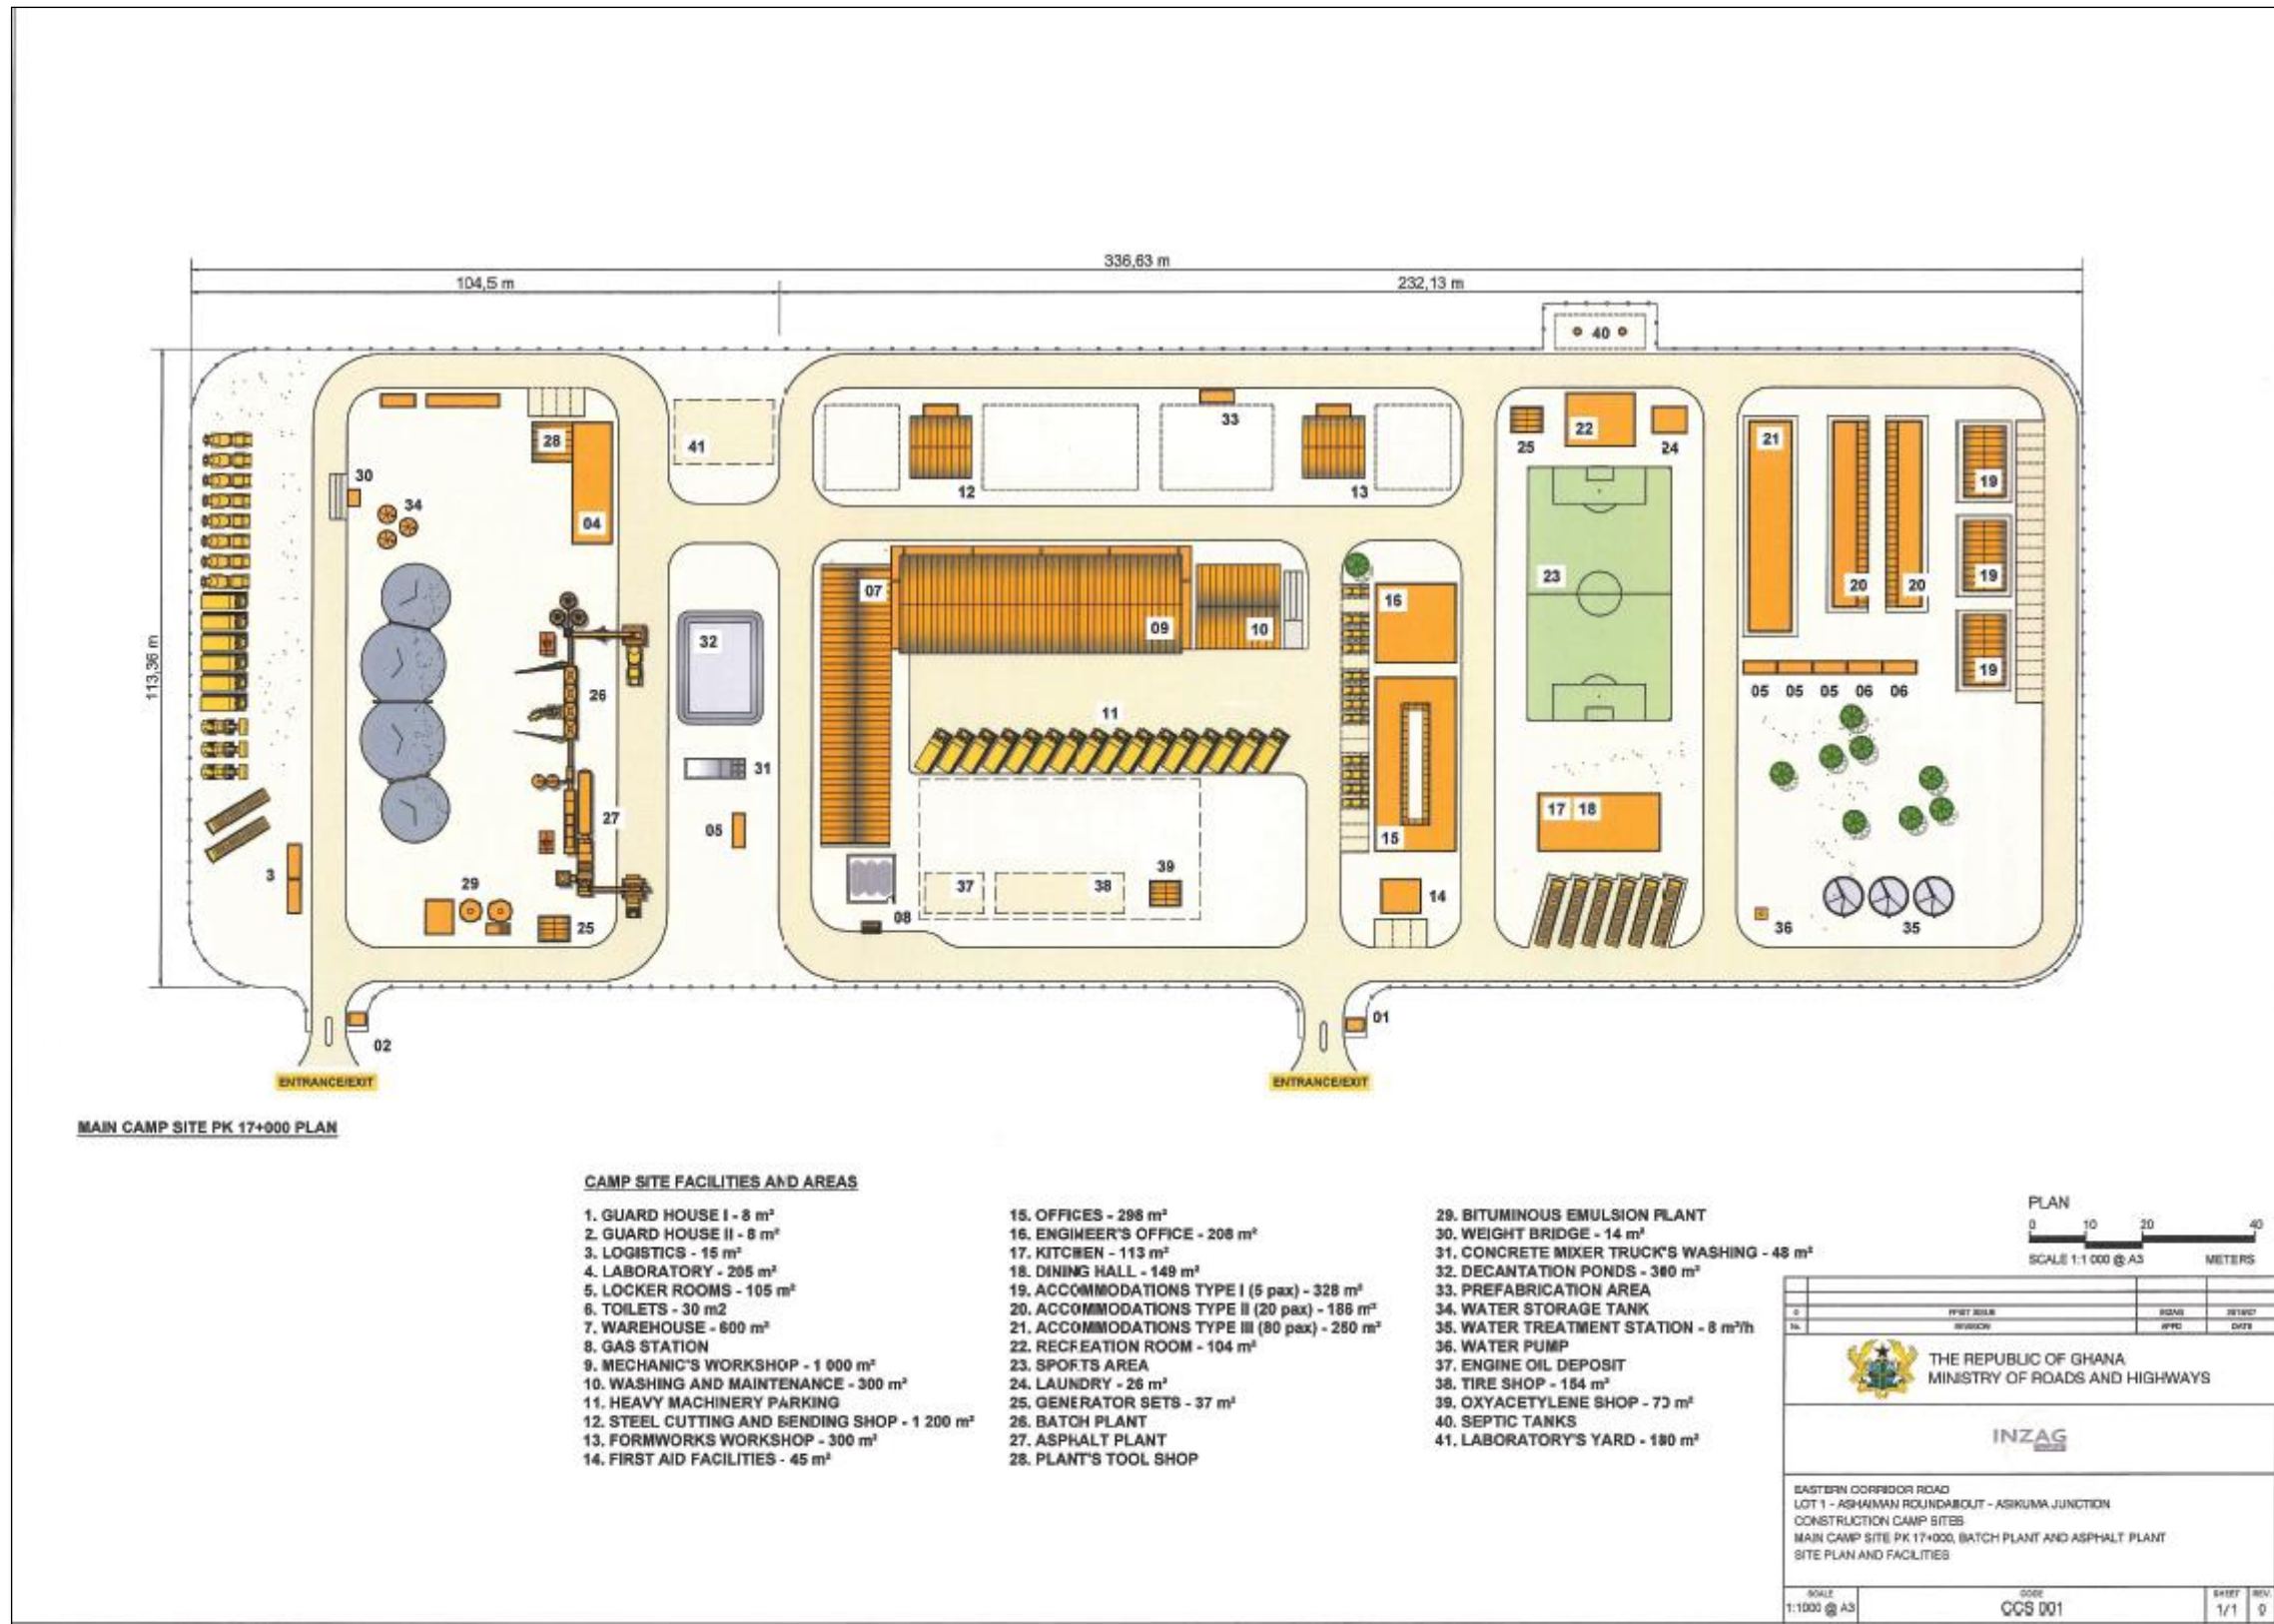 336,63 m
104,5 m
232,13 m
113,36 m
40
41
28
30
34
04
12
33
13
25
22
24
21
19
20
20
19
19
23
07
09
10
16
32
26
11
31
05
27
15
17 18
05 05 05 06 06
3
29
25
08
37
38
39
14
36
35
02
01
ENTRANCE/EXIT
ENTRANCE/EXIT
MAIN CAMP SITE PK 17+000 PLAN
CAMP SITE FACILITIES AND AREAS
1. GUARD HOUSE I - 8 m²
2. GUARD HOUSE II - 8 m²
3. LOGISTICS - 15 m²
4. LABORATORY - 205 m²
5. LOCKER ROOMS - 105 m²
6. TOILETS - 30 m2
7. WAREHOUSE - 600 m²
8. GAS STATION
9. MECHANIC'S WORKSHOP - 1 000 m²
10. WASHING AND MAINTENANCE - 300 m²
11. HEAVY MACHINERY PARKING
12. STEEL CUTTING AND BENDING SHOP - 1 200 m²
13. FORMWORKS WORKSHOP - 300 m²
14. FIRST AID FACILITIES - 45 m²
15. OFFICES - 298 m²
16. ENGINEER'S OFFICE - 208 m²
17. KITCHEN - 113 m²
18. DINING HALL - 149 m²
19. ACCOMMODATIONS TYPE I (5 pax) - 328 m²
20. ACCOMMODATIONS TYPE II (20 pax) - 186 m²
21. ACCOMMODATIONS TYPE III (80 pax) - 250 m²
22. RECREATION ROOM - 104 m²
23. SPORTS AREA
24. LAUNDRY - 26 m²
25. GENERATOR SETS - 37 m²
26. BATCH PLANT
27. ASPHALT PLANT
28. PLANT'S TOOL SHOP
29. BITUMINOUS EMULSION PLANT
30. WEIGHT BRIDGE - 14 m²
31. CONCRETE MIXER TRUCK'S WASHING - 48 m²
32. DECANTATION PONDS - 300 m²
33. PREFABRICATION AREA
34. WATER STORAGE TANK
35. WATER TREATMENT STATION - 8 m³/h
36. WATER PUMP
37. ENGINE OIL DEPOSIT
38. TIRE SHOP - 154 m²
39. OXYACETYLENE SHOP - 70 m²
40. SEPTIC TANKS
41. LABORATORY'S YARD - 180 m²
PLAN
0 10 20 40
SCALE 1:1 000 @ A3 METERS
0 FIRST ISSUE INZAG
No. REVISION APPD DATE
THE REPUBLIC OF GHANA
MINISTRY OF ROADS AND HIGHWAYS
INZAG
EASTERN CORRIDOR ROAD
LOT 1 - ASHAIMAN ROUNDABOUT - ASIKUMA JUNCTION
CONSTRUCTION CAMP SITES
MAIN CAMP SITE PK 17+000, BATCH PLANT AND ASPHALT PLANT
SITE PLAN AND FACILITIES
SCALE CODE SHEET REV.
1:1000 @ A3 CCS 001 1/1 0